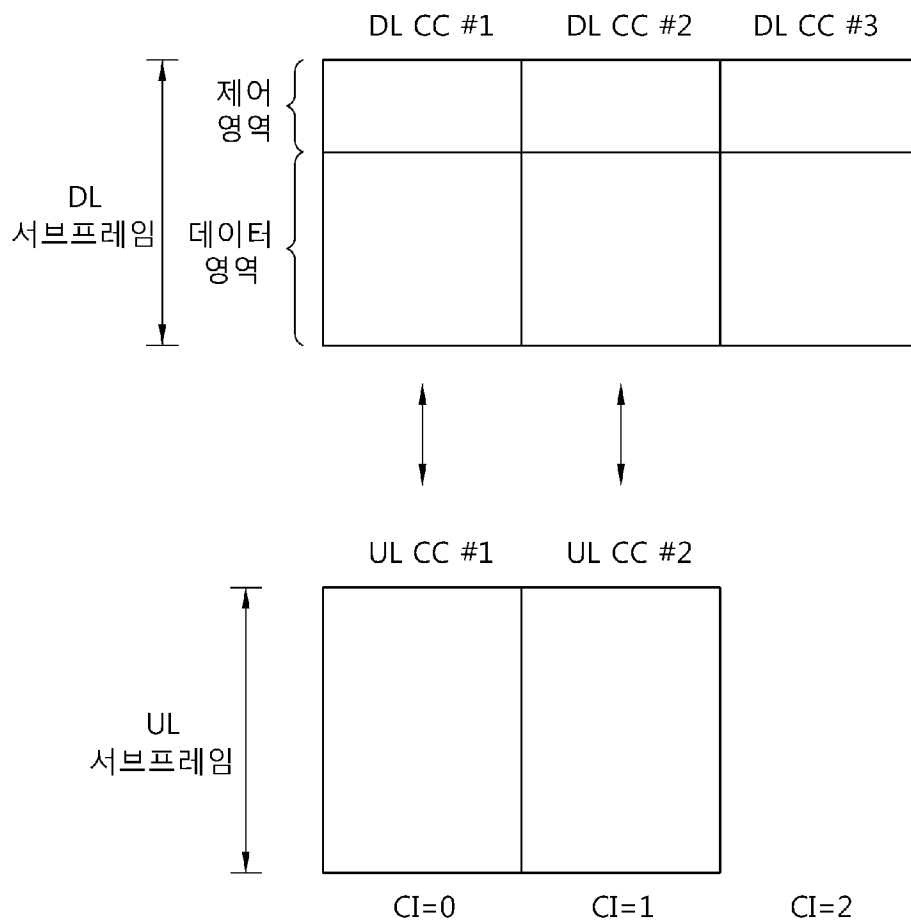 DL CC #1 DL CC #2 DL CC #3
제어
영역
DL
서브프레임
데이터
영역
UL CC #1 UL CC #2
UL
서브프레임
CI=0 CI=1 CI=2